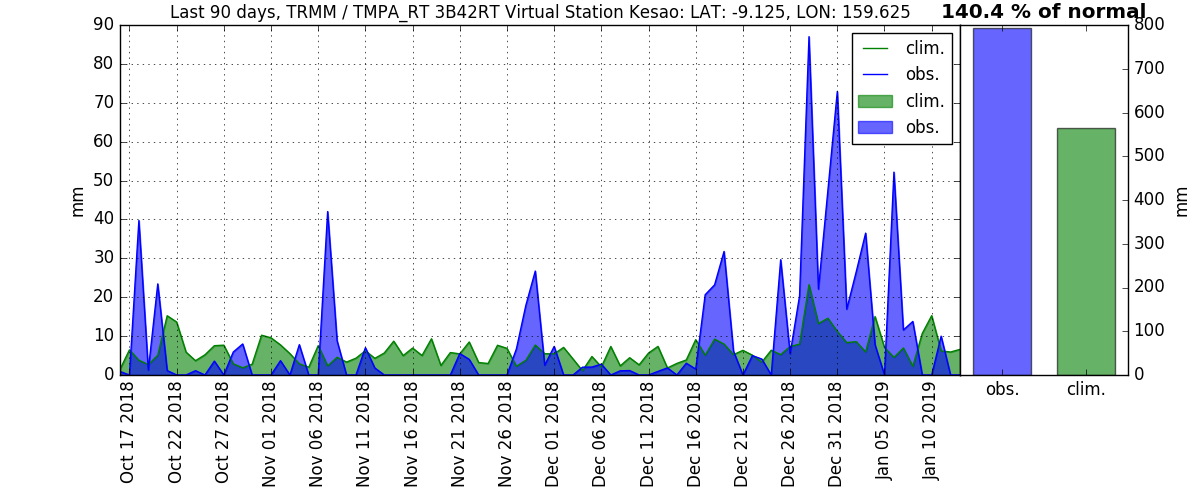 Last 90 days, TRMM / TMPA_RT 3B42RT Virtual Station Kesao: LAT: -9.125, LON: 159.625
140.4 % of normal
90
80
70
60
50
40
30
20
10
0
mm
clim.
obs.
clim.
obs.
Oct 17 2018
Oct 22 2018
Oct 27 2018
Nov 01 2018
Nov 06 2018
Nov 11 2018
Nov 16 2018
Nov 21 2018
Nov 26 2018
Dec 01 2018
Dec 06 2018
Dec 11 2018
Dec 16 2018
Dec 21 2018
Dec 26 2018
Dec 31 2018
Jan 05 2019
Jan 10 2019
800
700
600
500
400
300
200
100
0
mm
obs.
clim.